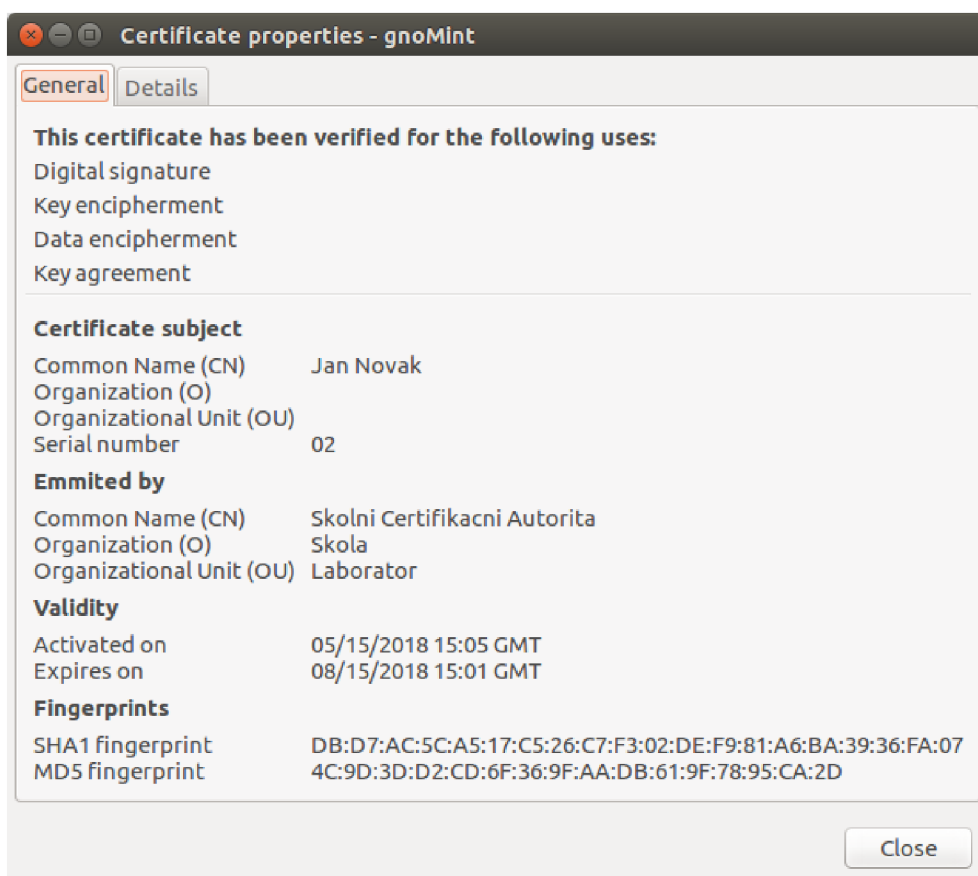 Certificate properties - gnoMint
General Details
This certificate has been verified for the following uses:
Digital signature
Key encipherment
Data encipherment
Key agreement
Certificate subject
Common Name (CN) Jan Novak
Organization (O)
Organizational Unit (OU)
Serial number 02
Emmited by
Common Name (CN) Skolni Certifikacni Autorita
Organization (O) Skola
Organizational Unit (OU) Laborator
Validity
Activated on 05/15/2018 15:05 GMT
Expires on 08/15/2018 15:01 GMT
Fingerprints
SHA1 fingerprint DB:D7:AC:5C:A5:17:C5:26:C7:F3:02:DE:F9:81:A6:BA:39:36:FA:07
MD5 fingerprint 4C:9D:3D:D2:CD:6F:36:9F:AA:DB:61:9F:78:95:CA:2D
Close